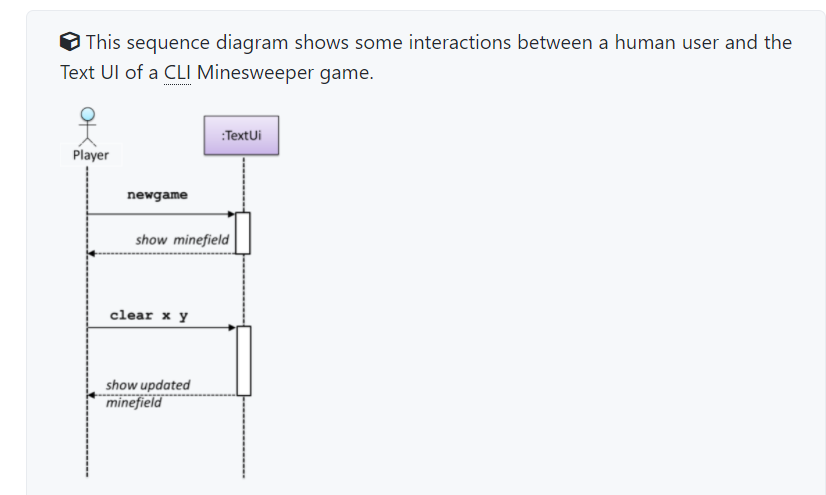 This sequence diagram shows some interactions between a human user and the
Text UI of a CLI Minesweeper game.
:TextUi
Player
newgame
show minefield
clear x y
show updated
minefield